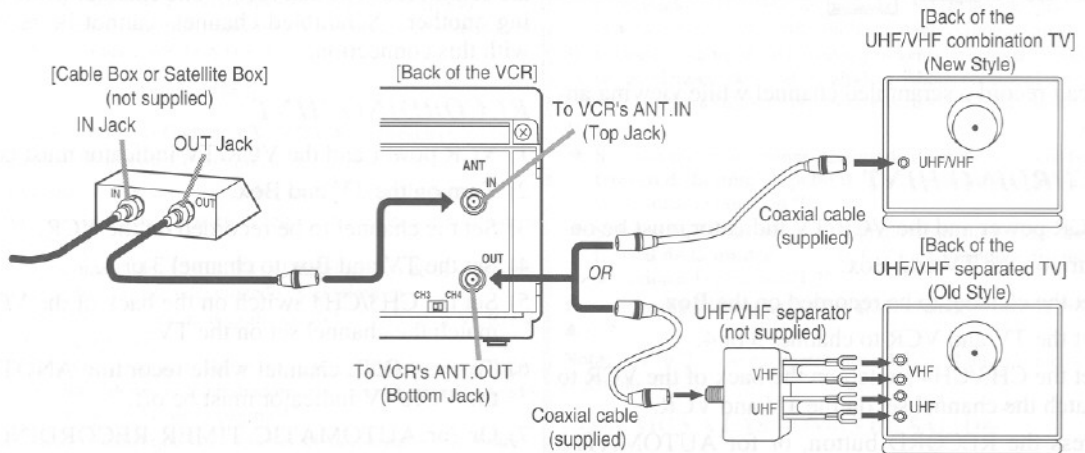 [Back of the
UHF/VHF combination TV]
(New Style)
[Cable Box or Satellite Box]
(not supplied)
[Back of the VCR]
IN Jack
OUT Jack
To VCR's ANT.IN
(Top Jack)
ANT
IN
UHF/VHF
IN
OUT
Coaxial cable
(supplied)
OUT
OR
[Back of the
UHF/VHF separated TV]
(Old Style)
CH3 CH4
UHF/VHF separator
(not supplied)
To VCR's ANT.OUT
(Bottom Jack)
VHF
UHF
VHF
UHF
Coaxial cable
(supplied)